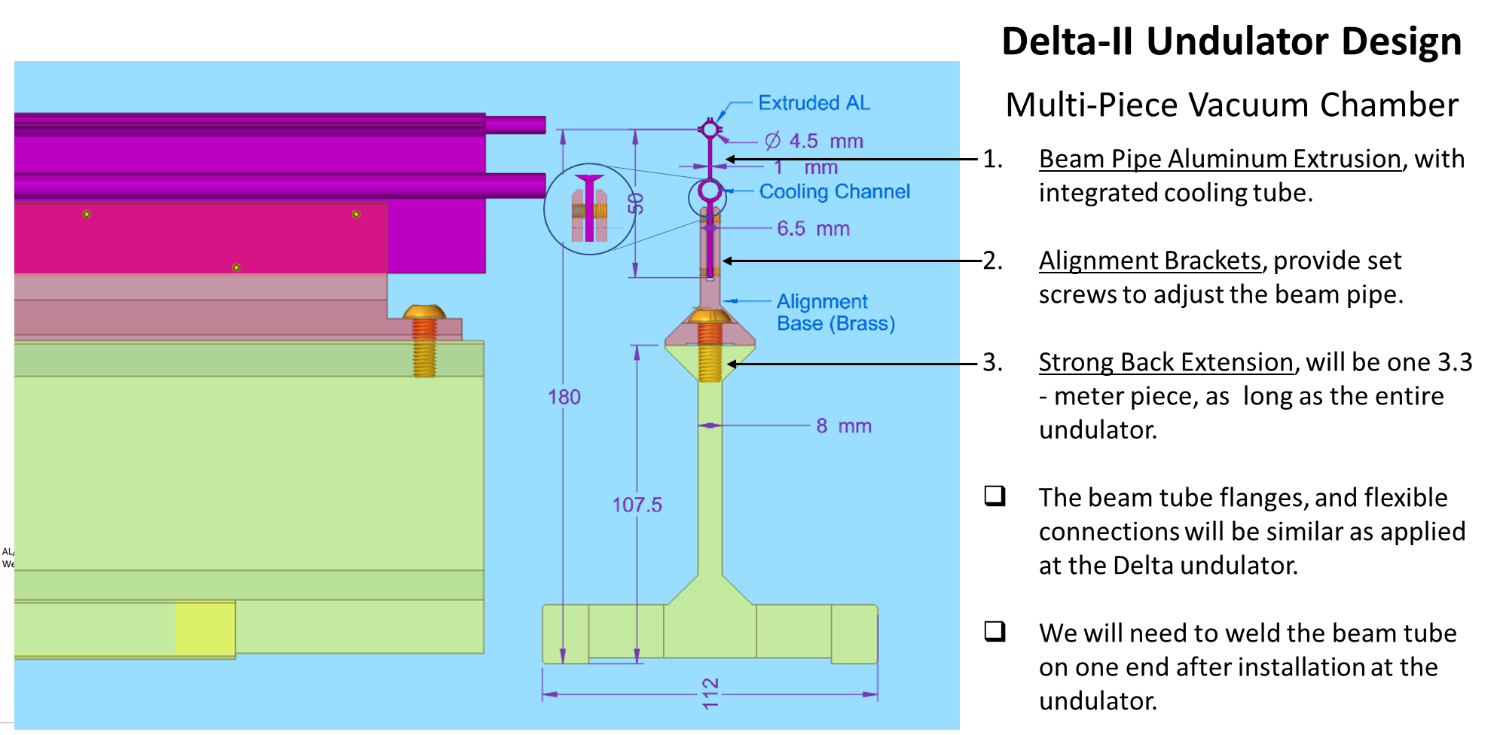 Delta-II Undulator Design
Multi-Piece Vacuum Chamber
1. Beam Pipe Aluminum Extrusion, with
integrated cooling tube.
2. Alignment Brackets, provide set
screws to adjust the beam pipe.
3. Strong Back Extension, will be one 3.3
- meter piece, as long as the entire
undulator.
❑ The beam tube flanges, and flexible
connections will be similar as applied
at the Delta undulator.
❑ We will need to weld the beam tube
on one end after installation at the
undulator.
Extruded AL
Ø 4.5 mm
1 mm
Cooling Channel
50
6.5 mm
Alignment
Base (Brass)
180
8 mm
107.5
112
AL
We